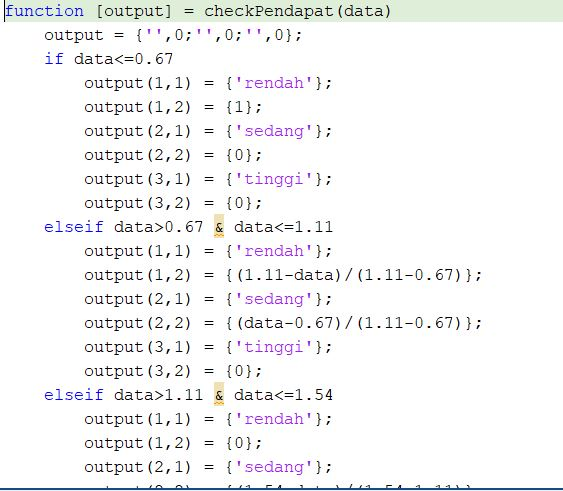 function [output] = checkPendapat(data)
    output = {'',0;'',0;'',0};
    if data<=0.67
        output(1,1) = {'rendah'};
        output(1,2) = {1};
        output(2,1) = {'sedang'};
        output(2,2) = {0};
        output(3,1) = {'tinggi'};
        output(3,2) = {0};
    elseif data>0.67 & data<=1.11
        output(1,1) = {'rendah'};
        output(1,2) = {(1.11-data)/(1.11-0.67)};
        output(2,1) = {'sedang'};
        output(2,2) = {(data-0.67)/(1.11-0.67)};
        output(3,1) = {'tinggi'};
        output(3,2) = {0};
    elseif data>1.11 & data<=1.54
        output(1,1) = {'rendah'};
        output(1,2) = {0};
        output(2,1) = {'sedang'};